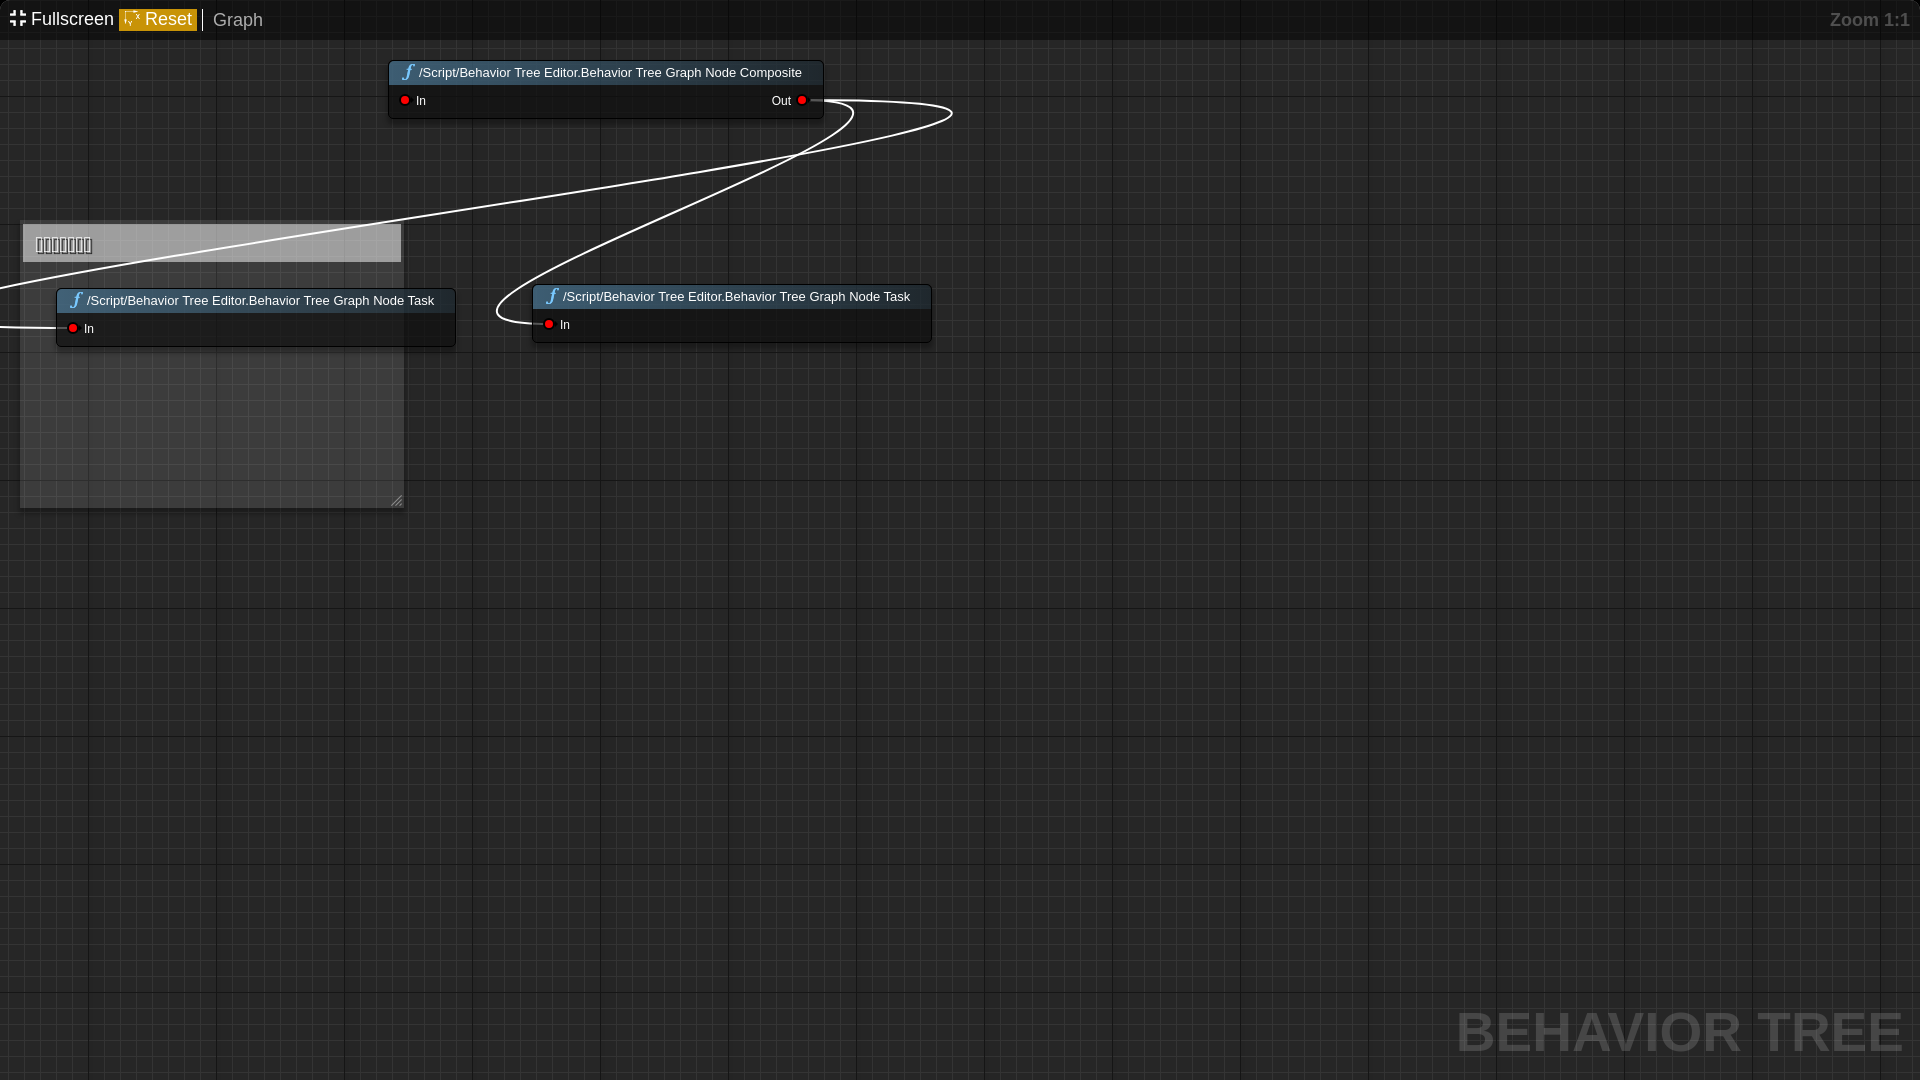 Fullscreen Reset Graph Zoom 1:1
/Script/Behavior Tree Editor.Behavior Tree Graph Node Composite
In Out
/Script/Behavior Tree Editor.Behavior Tree Graph Node Task
In
/Script/Behavior Tree Editor.Behavior Tree Graph Node Task
In
BEHAVIOR TREE